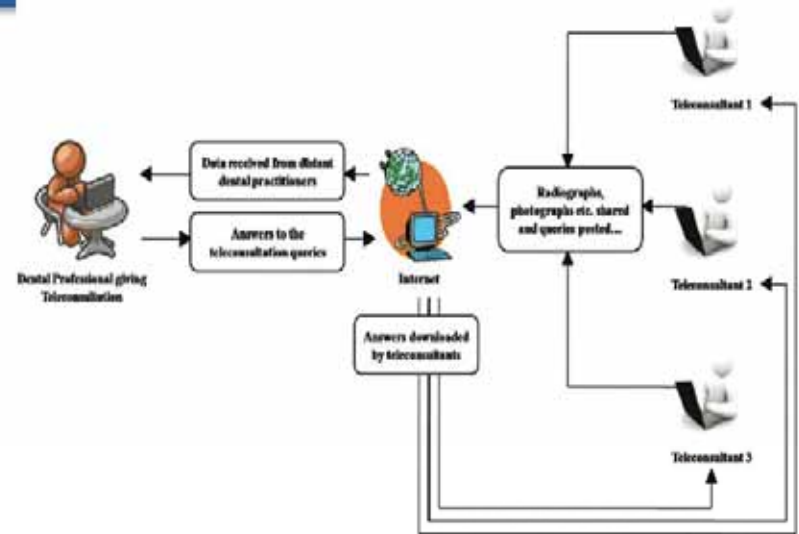 Teleconsultant 1
Data received from distant
dental practitioners
Radiographs,
photographs etc. shared
and queries posted...
Answers to the
teleconsultation queries
Dental Professional giving
Teleconsultation
Internet
Teleconsultant 2
Answers downloaded
by teleconsultants
Teleconsultant 3